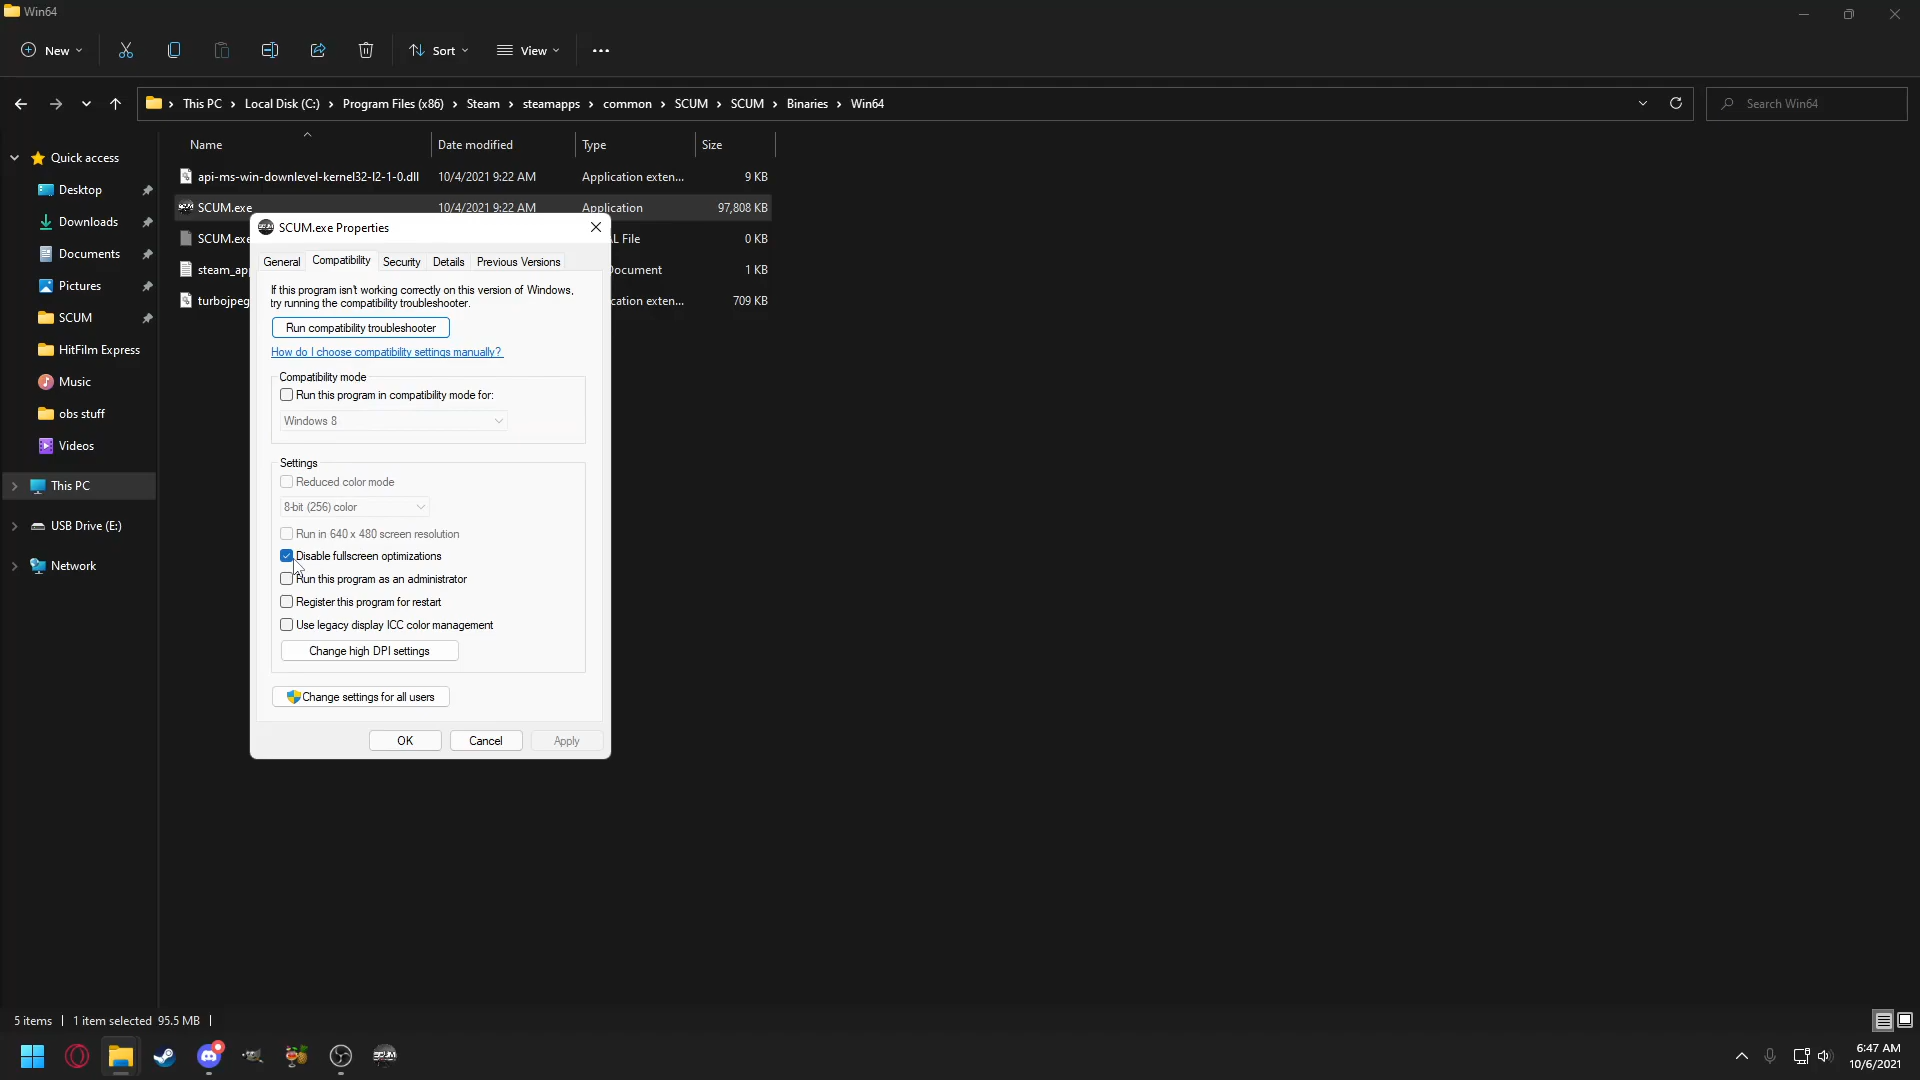 Win64
New
Sort
View
This PC
Local Disk (C:)
Program Files (x86)
Steam
steamapps
common
SCUM
SCUM
Binaries
Win64
Search Win64
Name
Date modified
Type
Size
api-ms-win-downlevel-kernel32-l2-1-0.dll 10/4/2021 9:22 AM Application exten... 9 KB
SCUM.exe 10/4/2021 9:22 AM Application 97,808 KB
SCUM.exe L File 0 KB
steam_ap Document 1 KB
turbojpeg cation exten... 709 KB
Quick access
Desktop
Downloads
Documents
Pictures
SCUM
HitFilm Express
Music
obs stuff
Videos
This PC
USB Drive (E:)
Network
SCUM.exe Properties
General
Compatibility
Security
Details
Previous Versions
If this program isn't working correctly on this version of Windows,
try running the compatibility troubleshooter.
Run compatibility troubleshooter
How do I choose compatibility settings manually?
Compatibility mode
Run this program in compatibility mode for:
Windows 8
Settings
Reduced color mode
8-bit (256) color
Run in 640 x 480 screen resolution
Disable fullscreen optimizations
Run this program as an administrator
Register this program for restart
Use legacy display ICC color management
Change high DPI settings
Change settings for all users
OK
Cancel
Apply
5 items
1 item selected 95.5 MB
SCUM
6:47 AM
10/6/2021